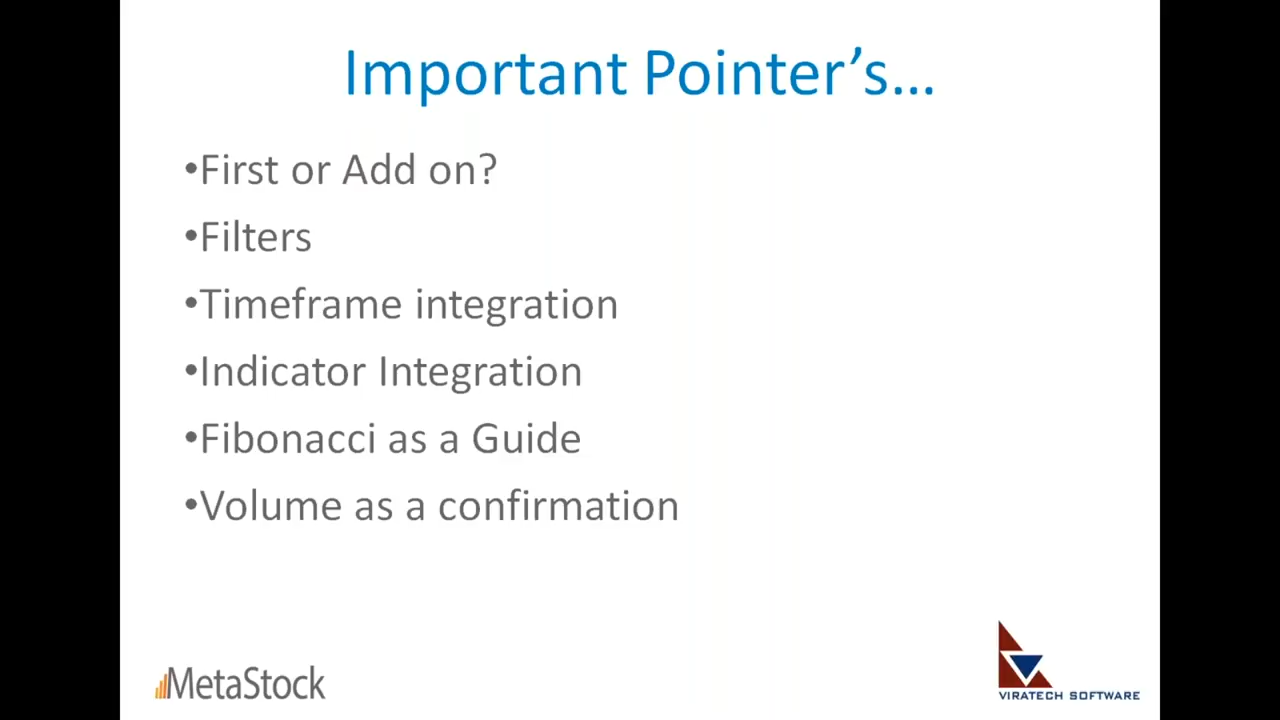 Important Pointer’s...
•First or Add on?
•Filters
•Timeframe integration
•Indicator Integration
•Fibonacci as a Guide
•Volume as a confirmation
MetaStock
VIRATECH SOFTWARE